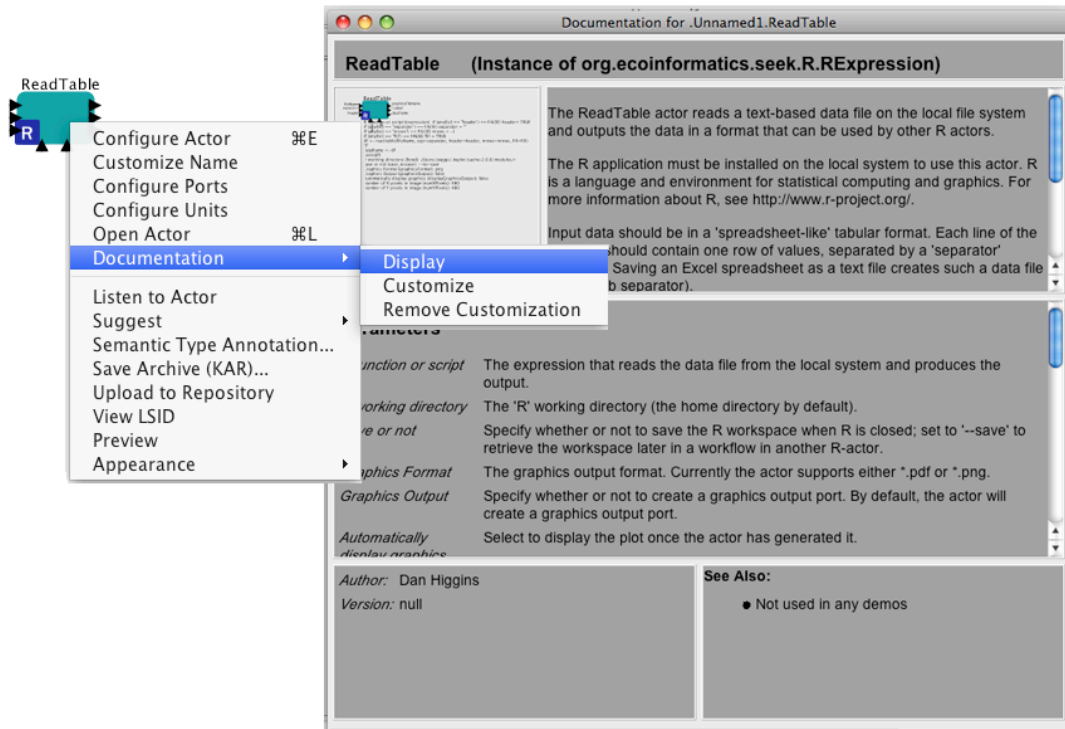 Documentation for .Unnamed1.ReadTable
ReadTable (Instance of org.ecoinformatics.seek.R.RExpression)
ReadTable
R
Configure Actor ⌘E
Customize Name
Configure Ports
Configure Units
Open Actor ⌘L
Documentation
Listen to Actor
Suggest
Semantic Type Annotation...
Save Archive (KAR)...
Upload to Repository
View LSID
Preview
Appearance
Display
Customize
Remove Customization
The ReadTable actor reads a text-based data file on the local file system
and outputs the data in a format that can be used by other R actors.
The R application must be installed on the local system to use this actor. R
is a language and environment for statistical computing and graphics. For
more information about R, see http://www.r-project.org/.
Input data should be in a 'spreadsheet-like' tabular format. Each line of the
should contain one row of values, separated by a 'separator'
Saving an Excel spreadsheet as a text file creates such a data file
separator).
unction or script The expression that reads the data file from the local system and produces the
output.
orking directory The 'R' working directory (the home directory by default).
or not Specify whether or not to save the R workspace when R is closed; set to '--save' to
retrieve the workspace later in a workflow in another R-actor.
aphics Format The graphics output format. Currently the actor supports either *.pdf or *.png.
Graphics Output Specify whether or not to create a graphics output port. By default, the actor will
create a graphics output port.
Automatically Select to display the plot once the actor has generated it.
display graphics
Author: Dan Higgins
Version: null
See Also:
• Not used in any demos